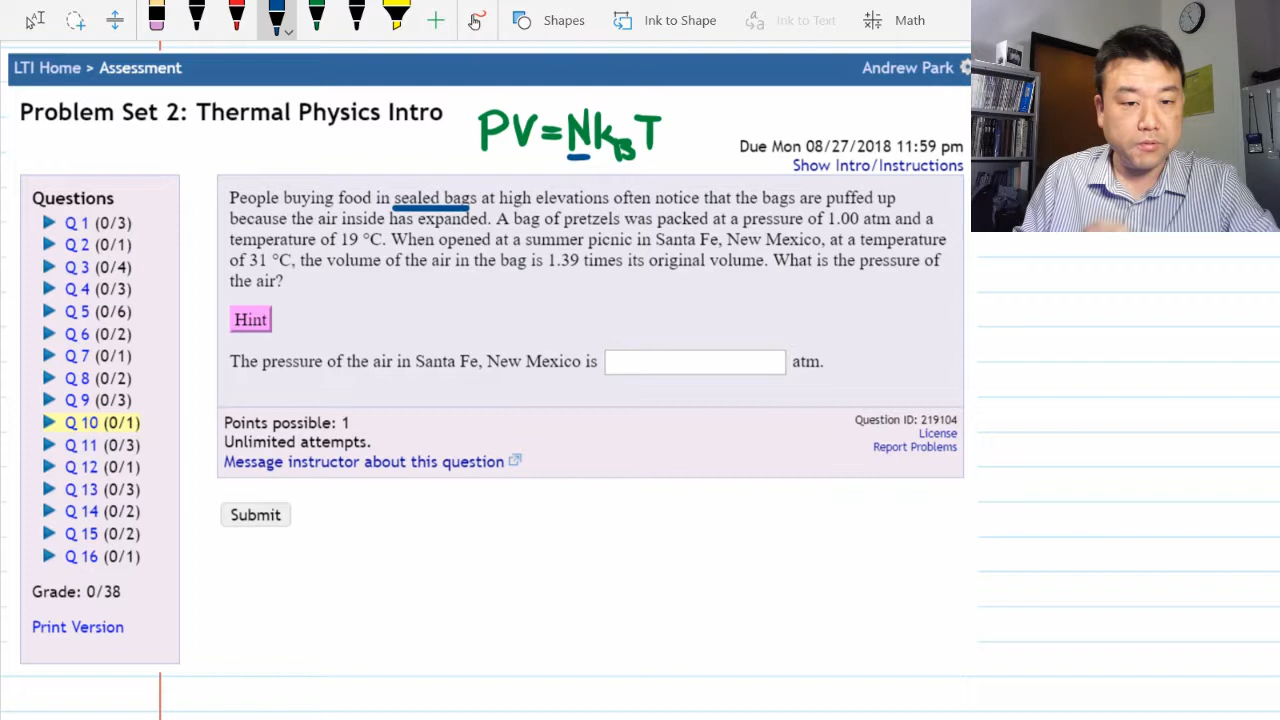 Shapes
Ink to Shape
Ink to Text
Math
LTI Home > Assessment
Andrew Park
Problem Set 2: Thermal Physics Intro
PV=Nk_BT
Due Mon 08/27/2018 11:59 pm
Show Intro/Instructions
Questions
Q 1 (0/3)
Q 2 (0/1)
Q 3 (0/4)
Q 4 (0/3)
Q 5 (0/6)
Q 6 (0/2)
Q 7 (0/1)
Q 8 (0/2)
Q 9 (0/3)
Q 10 (0/1)
Q 11 (0/3)
Q 12 (0/1)
Q 13 (0/3)
Q 14 (0/2)
Q 15 (0/2)
Q 16 (0/1)
Grade: 0/38
Print Version
People buying food in sealed bags at high elevations often notice that the bags are puffed up
because the air inside has expanded. A bag of pretzels was packed at a pressure of 1.00 atm and a
temperature of 19 °C. When opened at a summer picnic in Santa Fe, New Mexico, at a temperature
of 31 °C, the volume of the air in the bag is 1.39 times its original volume. What is the pressure of
the air?
Hint
The pressure of the air in Santa Fe, New Mexico is atm.
Points possible: 1
Unlimited attempts.
Message instructor about this question
Question ID: 219104
License
Report Problems
Submit